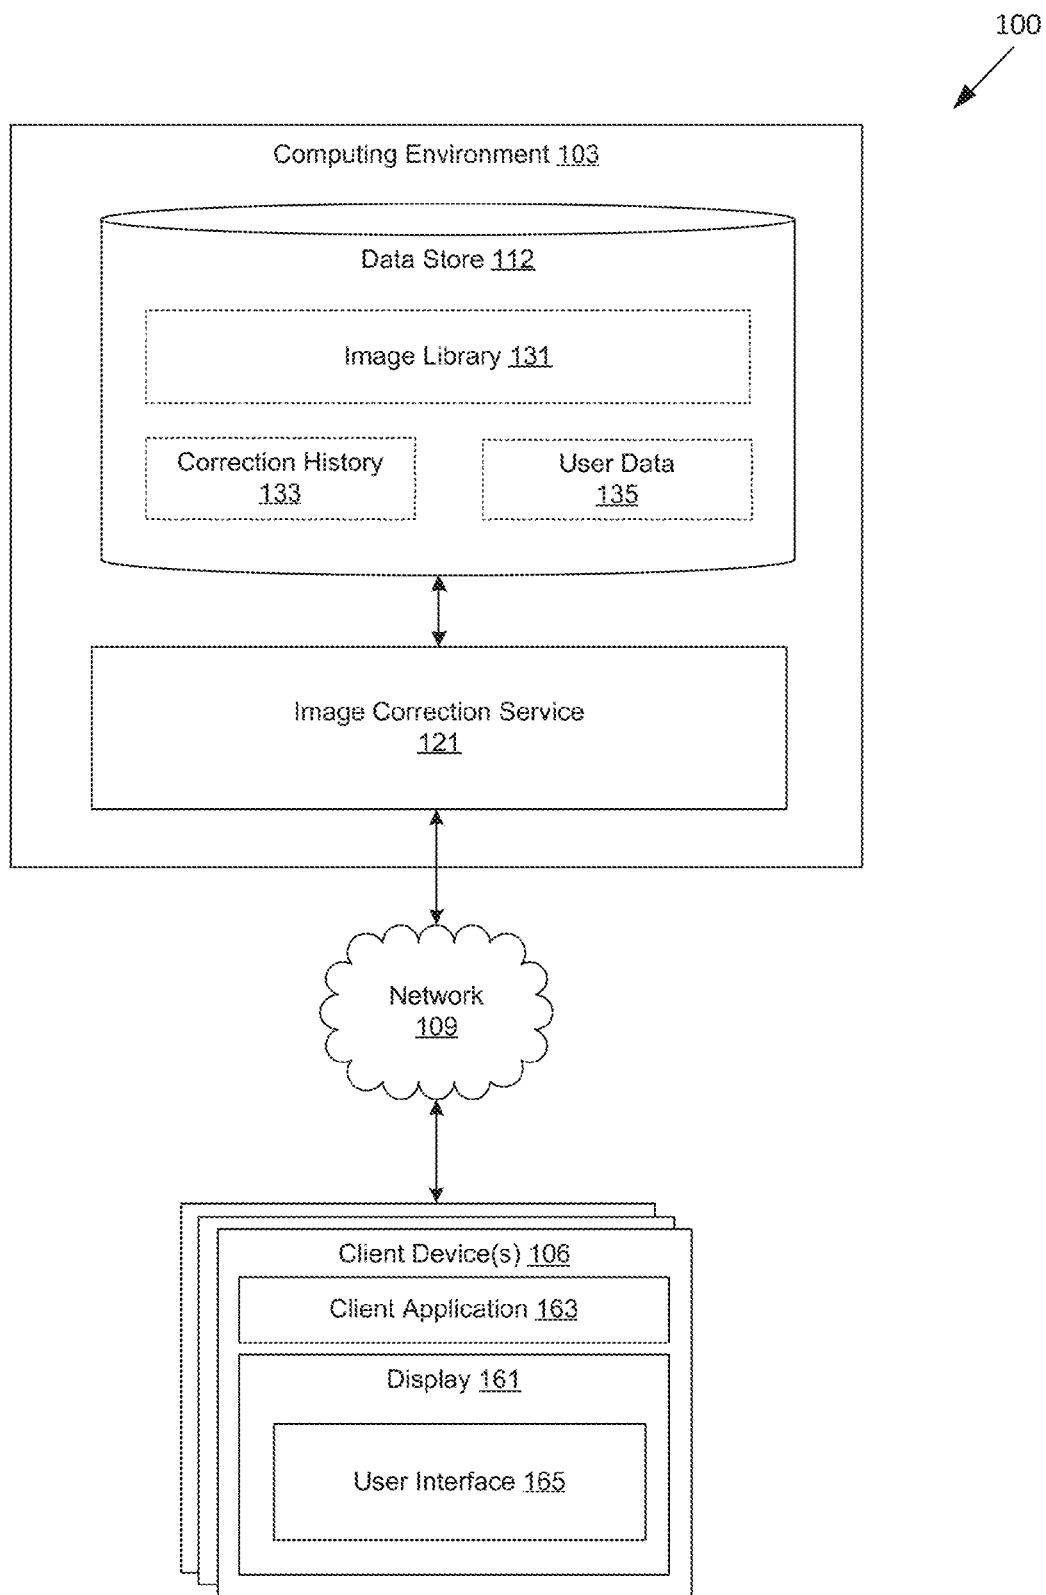 100
Computing Environment 103
Data Store 112
Image Library 131
Correction History
133
User Data
135
Image Correction Service
121
Network
109
Client Device(s) 106
Client Application 163
Display 161
User Interface 165